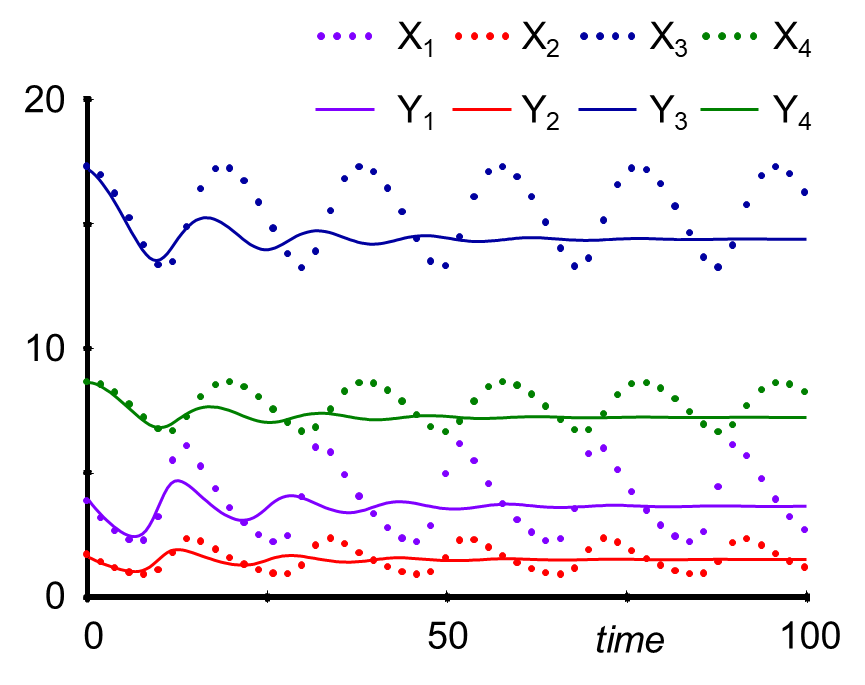 X₁ X₂ X₃ X₄
Y₁ Y₂ Y₃ Y₄
20
10
0
0 50 time 100